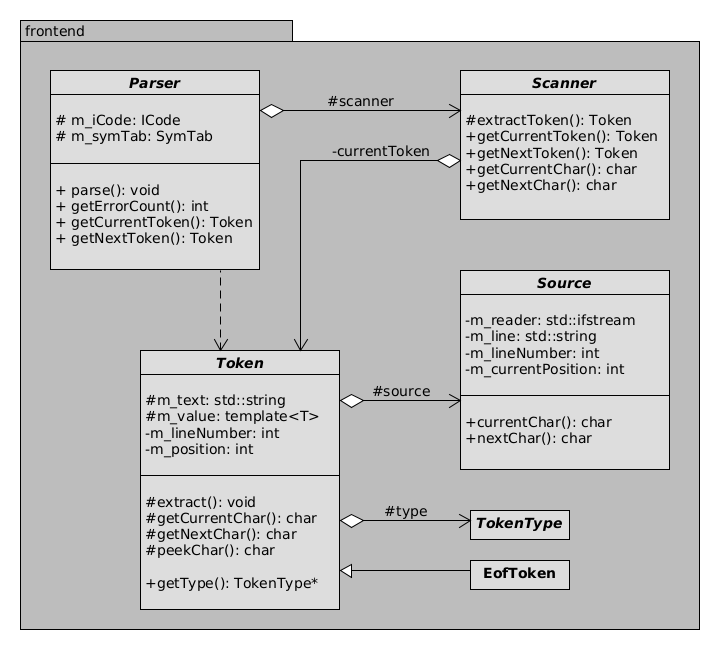 frontend
Parser
# m_iCode: ICode
# m_symTab: SymTab
+ parse(): void
+ getErrorCount(): int
+ getCurrentToken(): Token
+ getNextToken(): Token
#scanner
Scanner
#extractToken(): Token
+getCurrentToken(): Token
+getNextToken(): Token
+getCurrentChar(): char
+getNextChar(): char
-currentToken
Source
-m_reader: std::ifstream
-m_line: std::string
-m_lineNumber: int
-m_currentPosition: int
+currentChar(): char
+nextChar(): char
Token
#m_text: std::string
#m_value: template<T>
-m_lineNumber: int
-m_position: int
#extract(): void
#getCurrentChar(): char
#getNextChar(): char
#peekChar(): char
+getType(): TokenType*
#source
#type
TokenType
EofToken